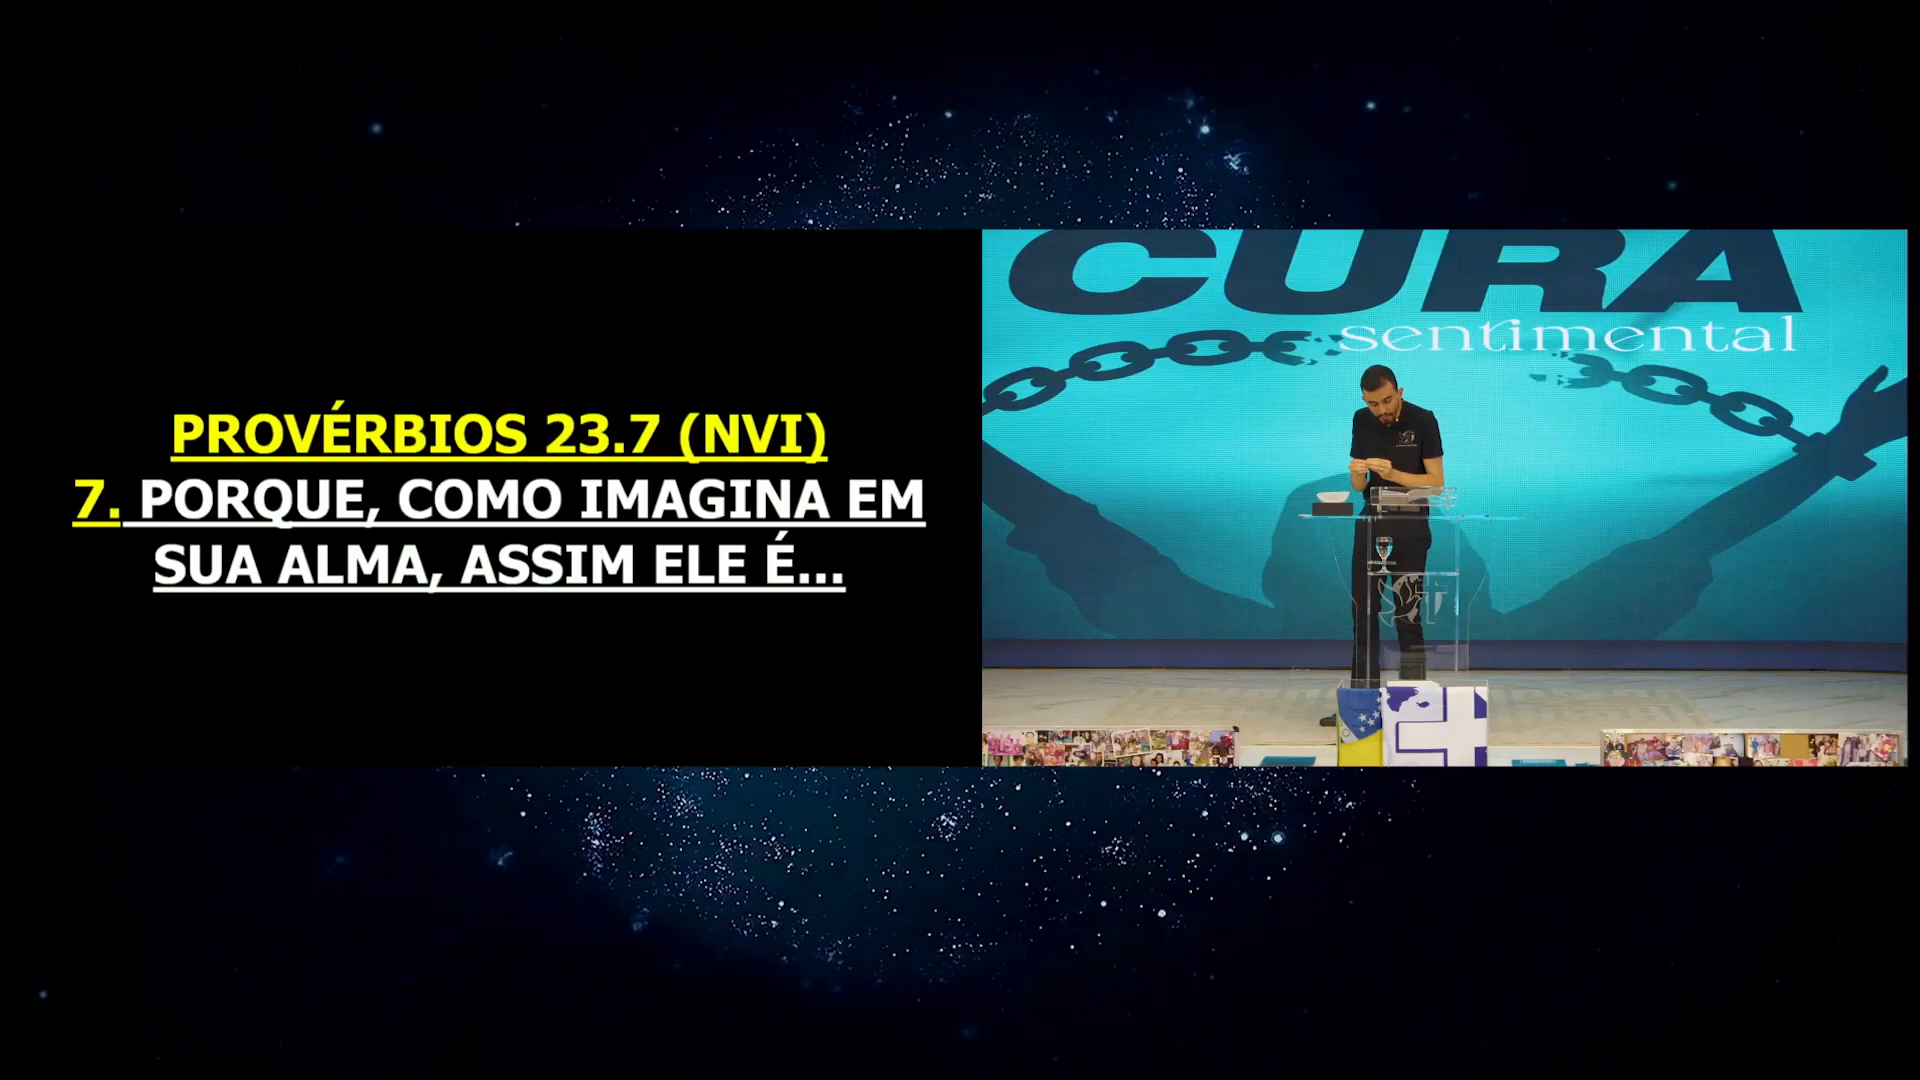 PROVÉRBIOS 23.7 (NVI)
7. PORQUE, COMO IMAGINA EM
SUA ALMA, ASSIM ELE É...
CURA
sentimental